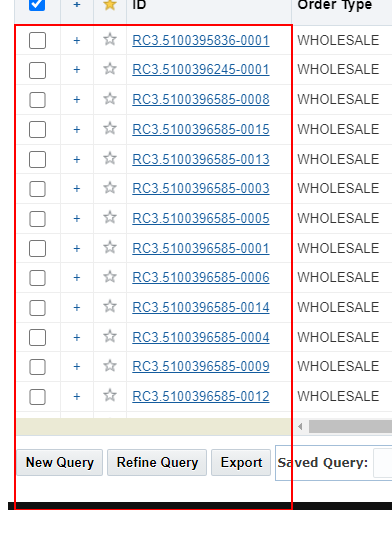 + ID Order Type
+ RC3.5100395836-0001 WHOLESALE
+ RC3.5100396245-0001 WHOLESALE
+ RC3.5100396585-0008 WHOLESALE
+ RC3.5100396585-0015 WHOLESALE
+ RC3.5100396585-0013 WHOLESALE
+ RC3.5100396585-0003 WHOLESALE
+ RC3.5100396585-0005 WHOLESALE
+ RC3.5100396585-0001 WHOLESALE
+ RC3.5100396585-0006 WHOLESALE
+ RC3.5100396585-0014 WHOLESALE
+ RC3.5100396585-0004 WHOLESALE
+ RC3.5100396585-0009 WHOLESALE
+ RC3.5100396585-0012 WHOLESALE
New Query Refine Query Export Saved Query: